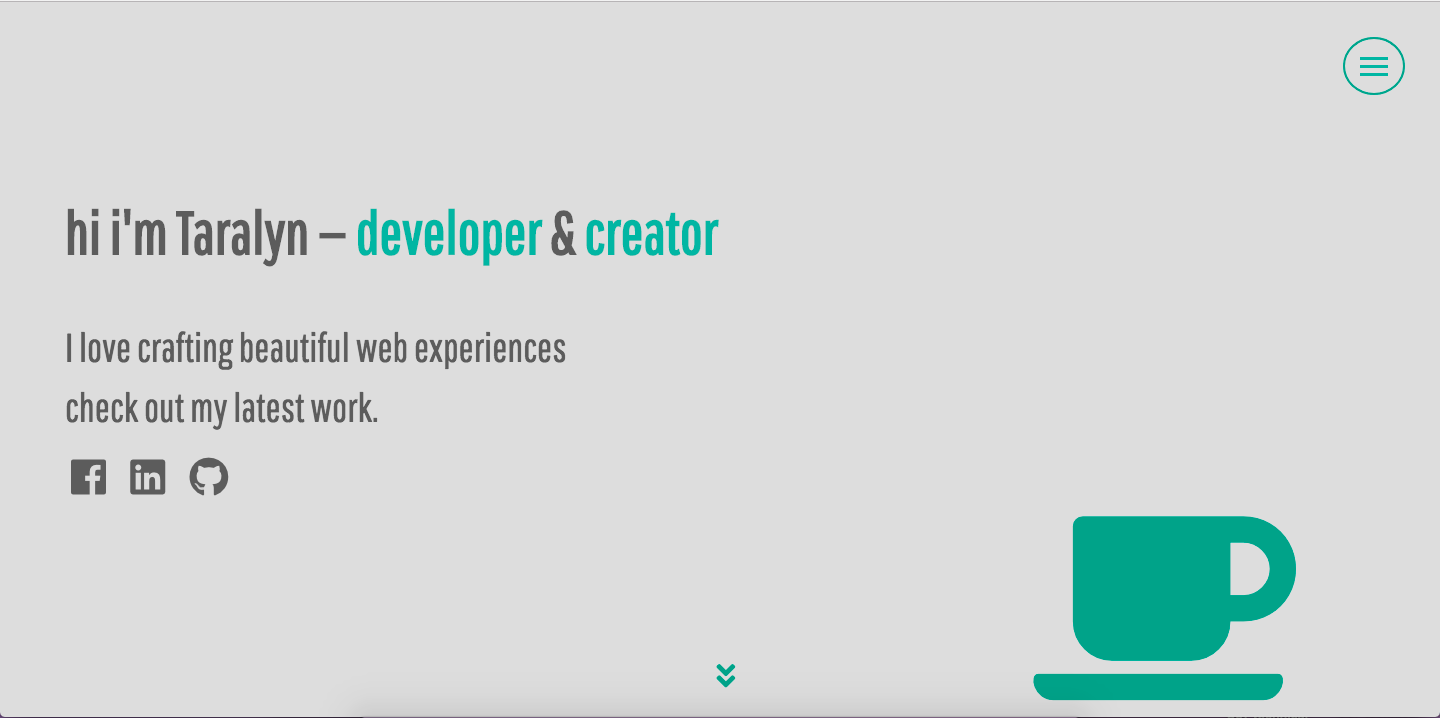 hi i'm Taralyn – developer & creator
I love crafting beautiful web experiences
check out my latest work.